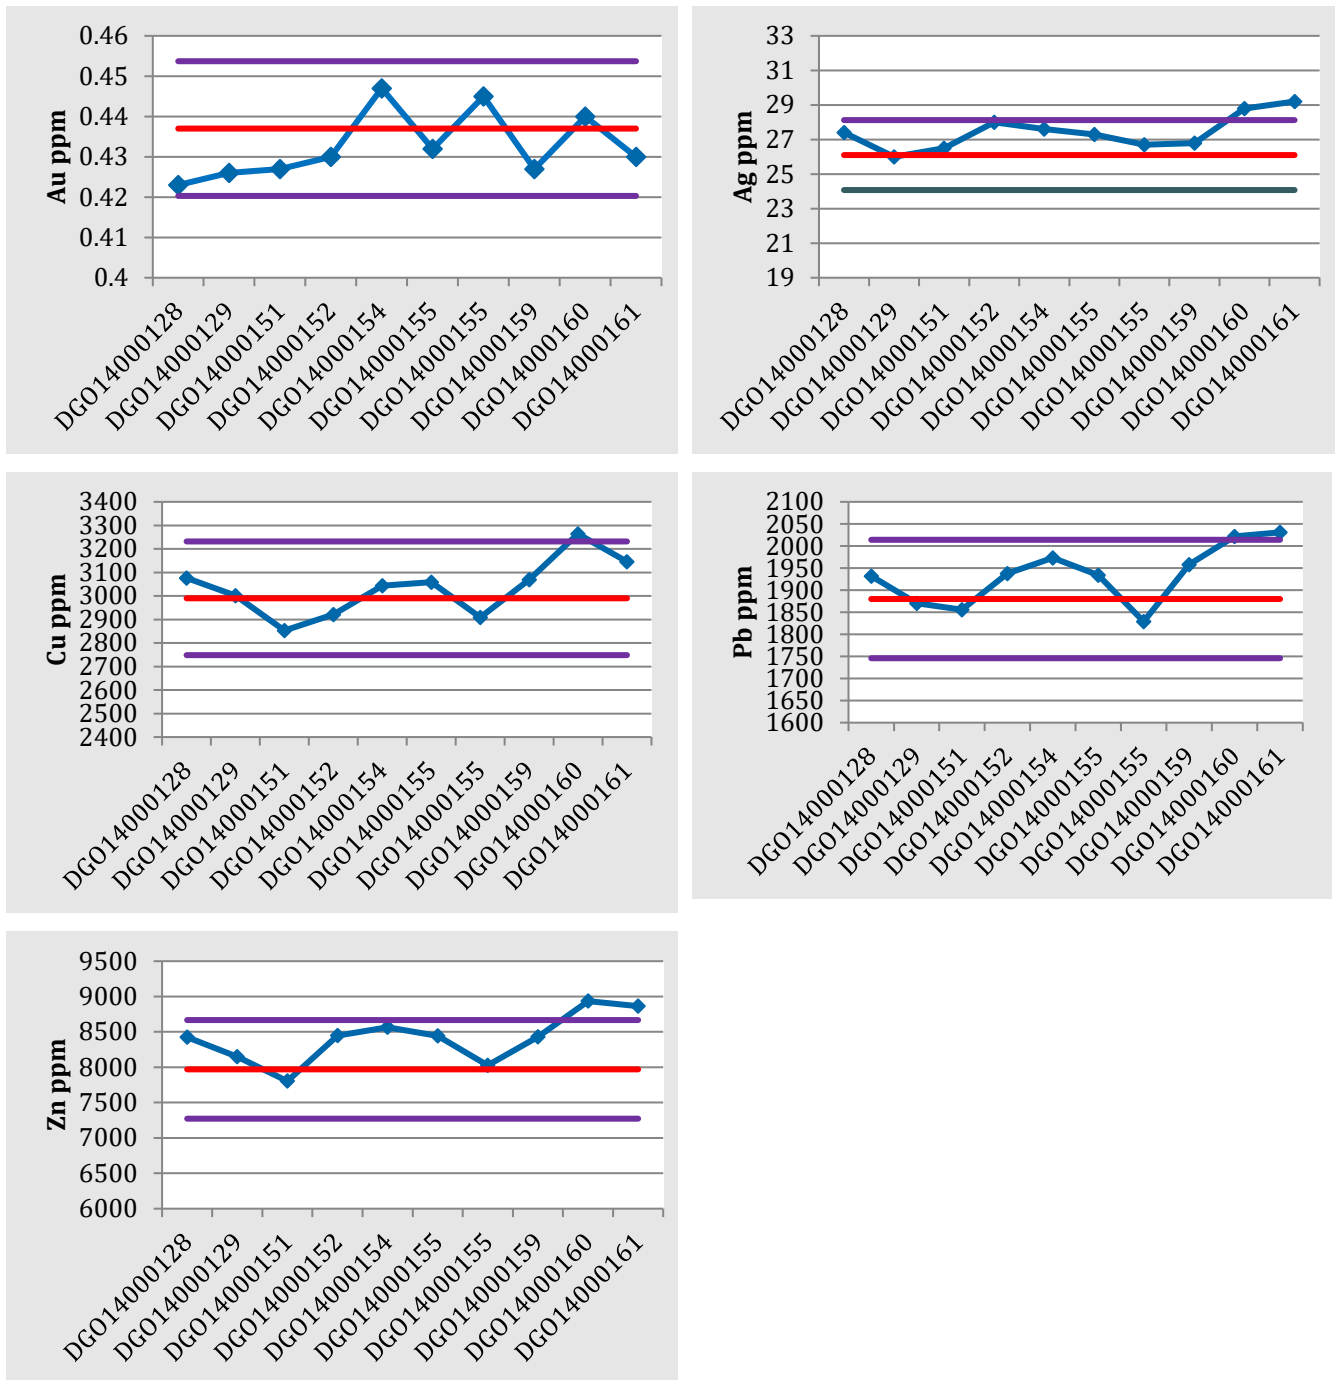 Au ppm
0.46
0.45
0.44
0.43
0.42
0.41
0.4
DGO14000128
DGO14000129
DGO14000151
DGO14000152
DGO14000154
DGO14000155
DGO14000155
DGO14000159
DGO14000160
DGO14000161
Ag ppm
33
31
29
27
25
23
21
19
DGO14000128
DGO14000129
DGO14000151
DGO14000152
DGO14000154
DGO14000155
DGO14000155
DGO14000159
DGO14000160
DGO14000161
Cu ppm
3400
3300
3200
3100
3000
2900
2800
2700
2600
2500
2400
DGO14000128
DGO14000129
DGO14000151
DGO14000152
DGO14000154
DGO14000155
DGO14000155
DGO14000159
DGO14000160
DGO14000161
Pb ppm
2100
2050
2000
1950
1900
1850
1800
1750
1700
1650
1600
DGO14000128
DGO14000129
DGO14000151
DGO14000152
DGO14000154
DGO14000155
DGO14000155
DGO14000159
DGO14000160
DGO14000161
Zn ppm
9500
9000
8500
8000
7500
7000
6500
6000
DGO14000128
DGO14000129
DGO14000151
DGO14000152
DGO14000154
DGO14000155
DGO14000155
DGO14000159
DGO14000160
DGO14000161